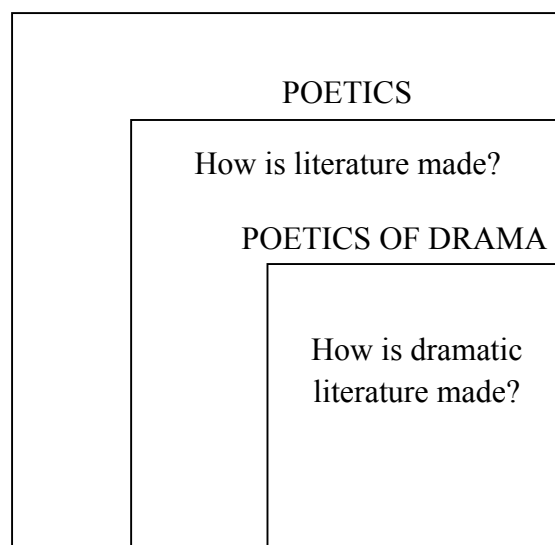 POETICS
How is literature made?
POETICS OF DRAMA
How is dramatic
literature made?